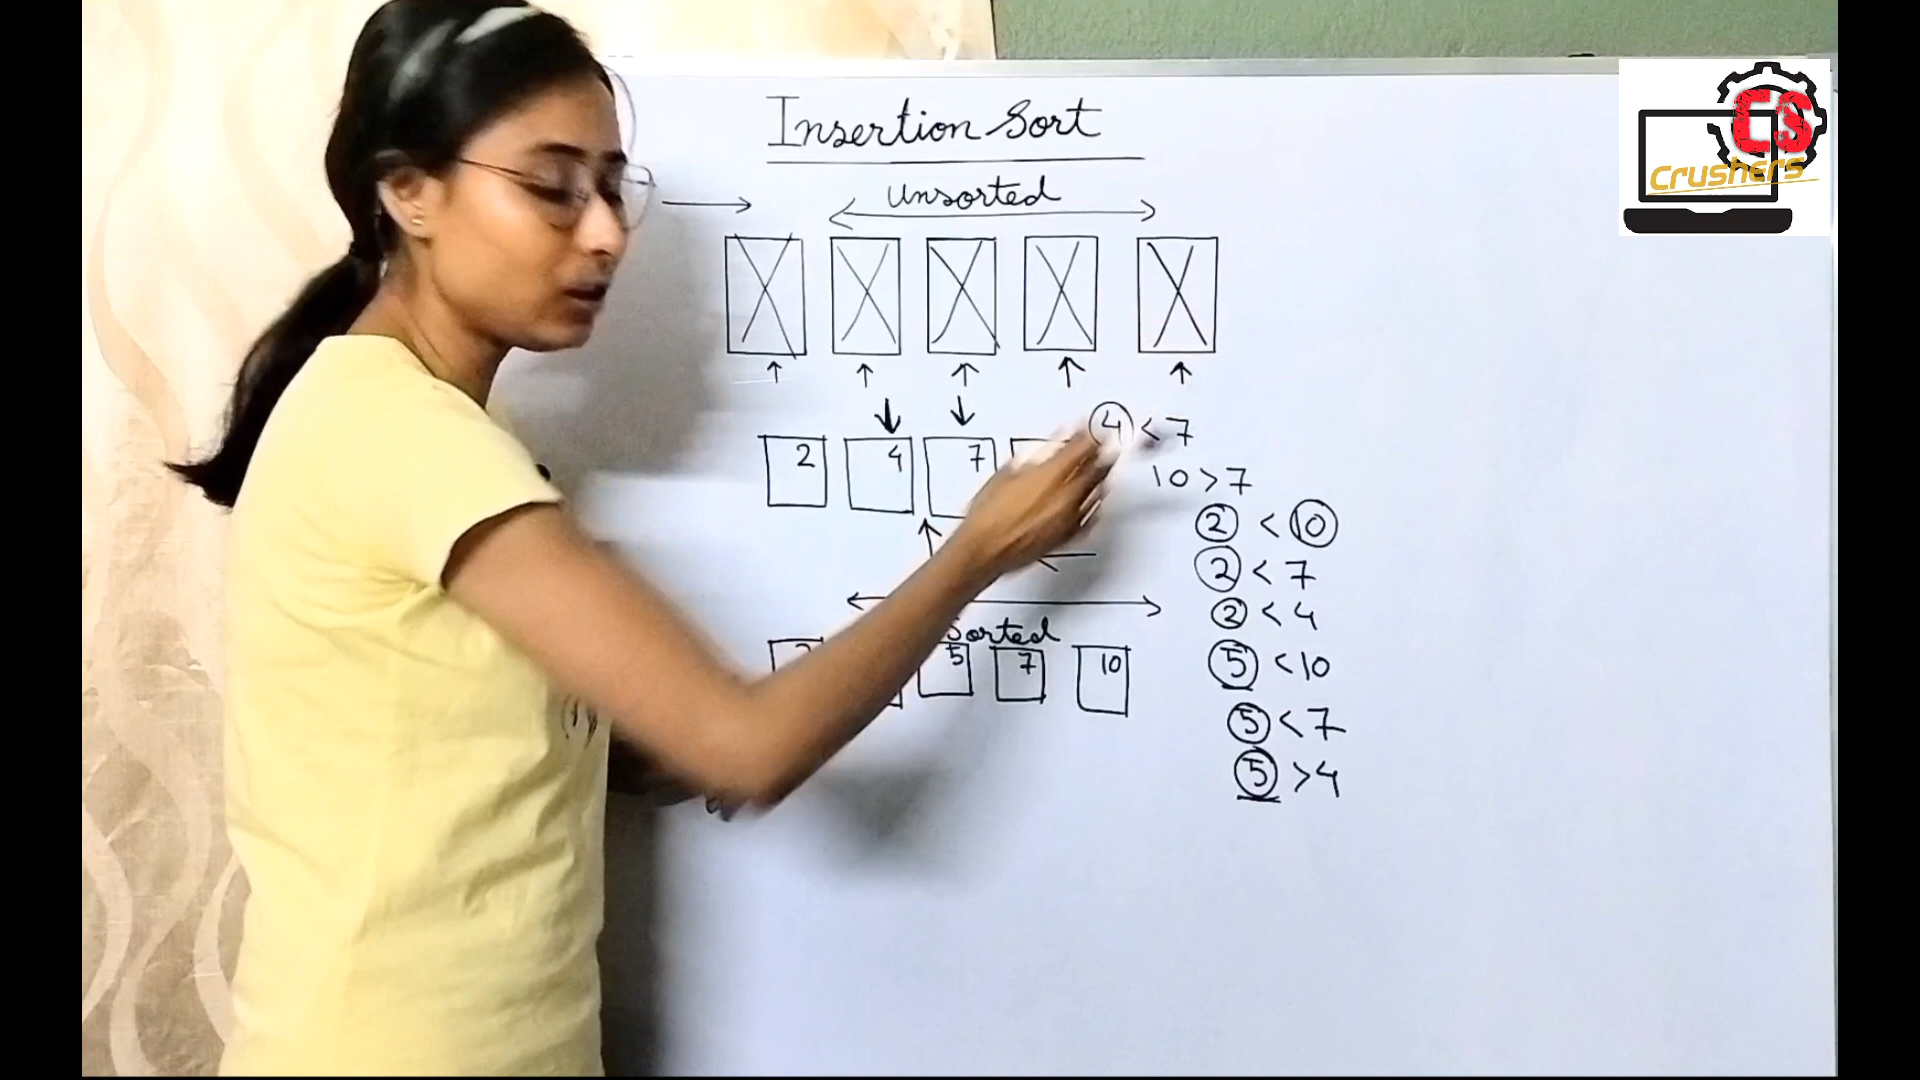 Insertion Sort
unsorted
2 4 7
4 < 7
10 > 7
2 < 10
2 < 7
2 < 4
5 < 10
5 < 7
5 > 4
Sorted
5 7 10
CS
Crushers